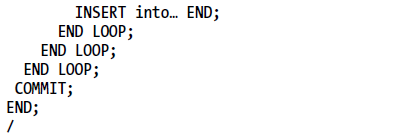 INSERT into… END;
END LOOP;
END LOOP;
END LOOP;
COMMIT;
END;
/